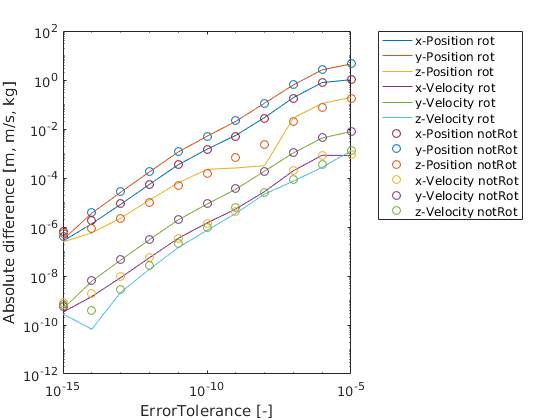 10^2
10^0
10^-2
10^-4
10^-6
10^-8
10^-10
10^-12
Absolute difference [m, m/s, kg]
10^-15
10^-10
10^-5
ErrorTolerance [-]
x-Position rot
y-Position rot
z-Position rot
x-Velocity rot
y-Velocity rot
z-Velocity rot
x-Position notRot
y-Position notRot
z-Position notRot
x-Velocity notRot
y-Velocity notRot
z-Velocity notRot